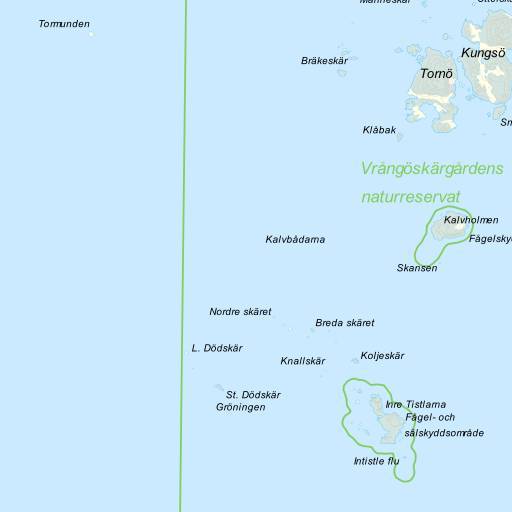 Tormunden
Kungsö
Bräkeskär
Tornö
Klåbak
Vrångöskärgårdens
naturreservat
Kalvholmen
Kalvbådarna
Skansen
Nordre skäret
Breda skäret
L. Dödskär
Knallskär
Koljeskär
St. Dödskär
Gröningen
Inre Tistlarna
Fågel- och
sälskyddsområde
Intistle flu